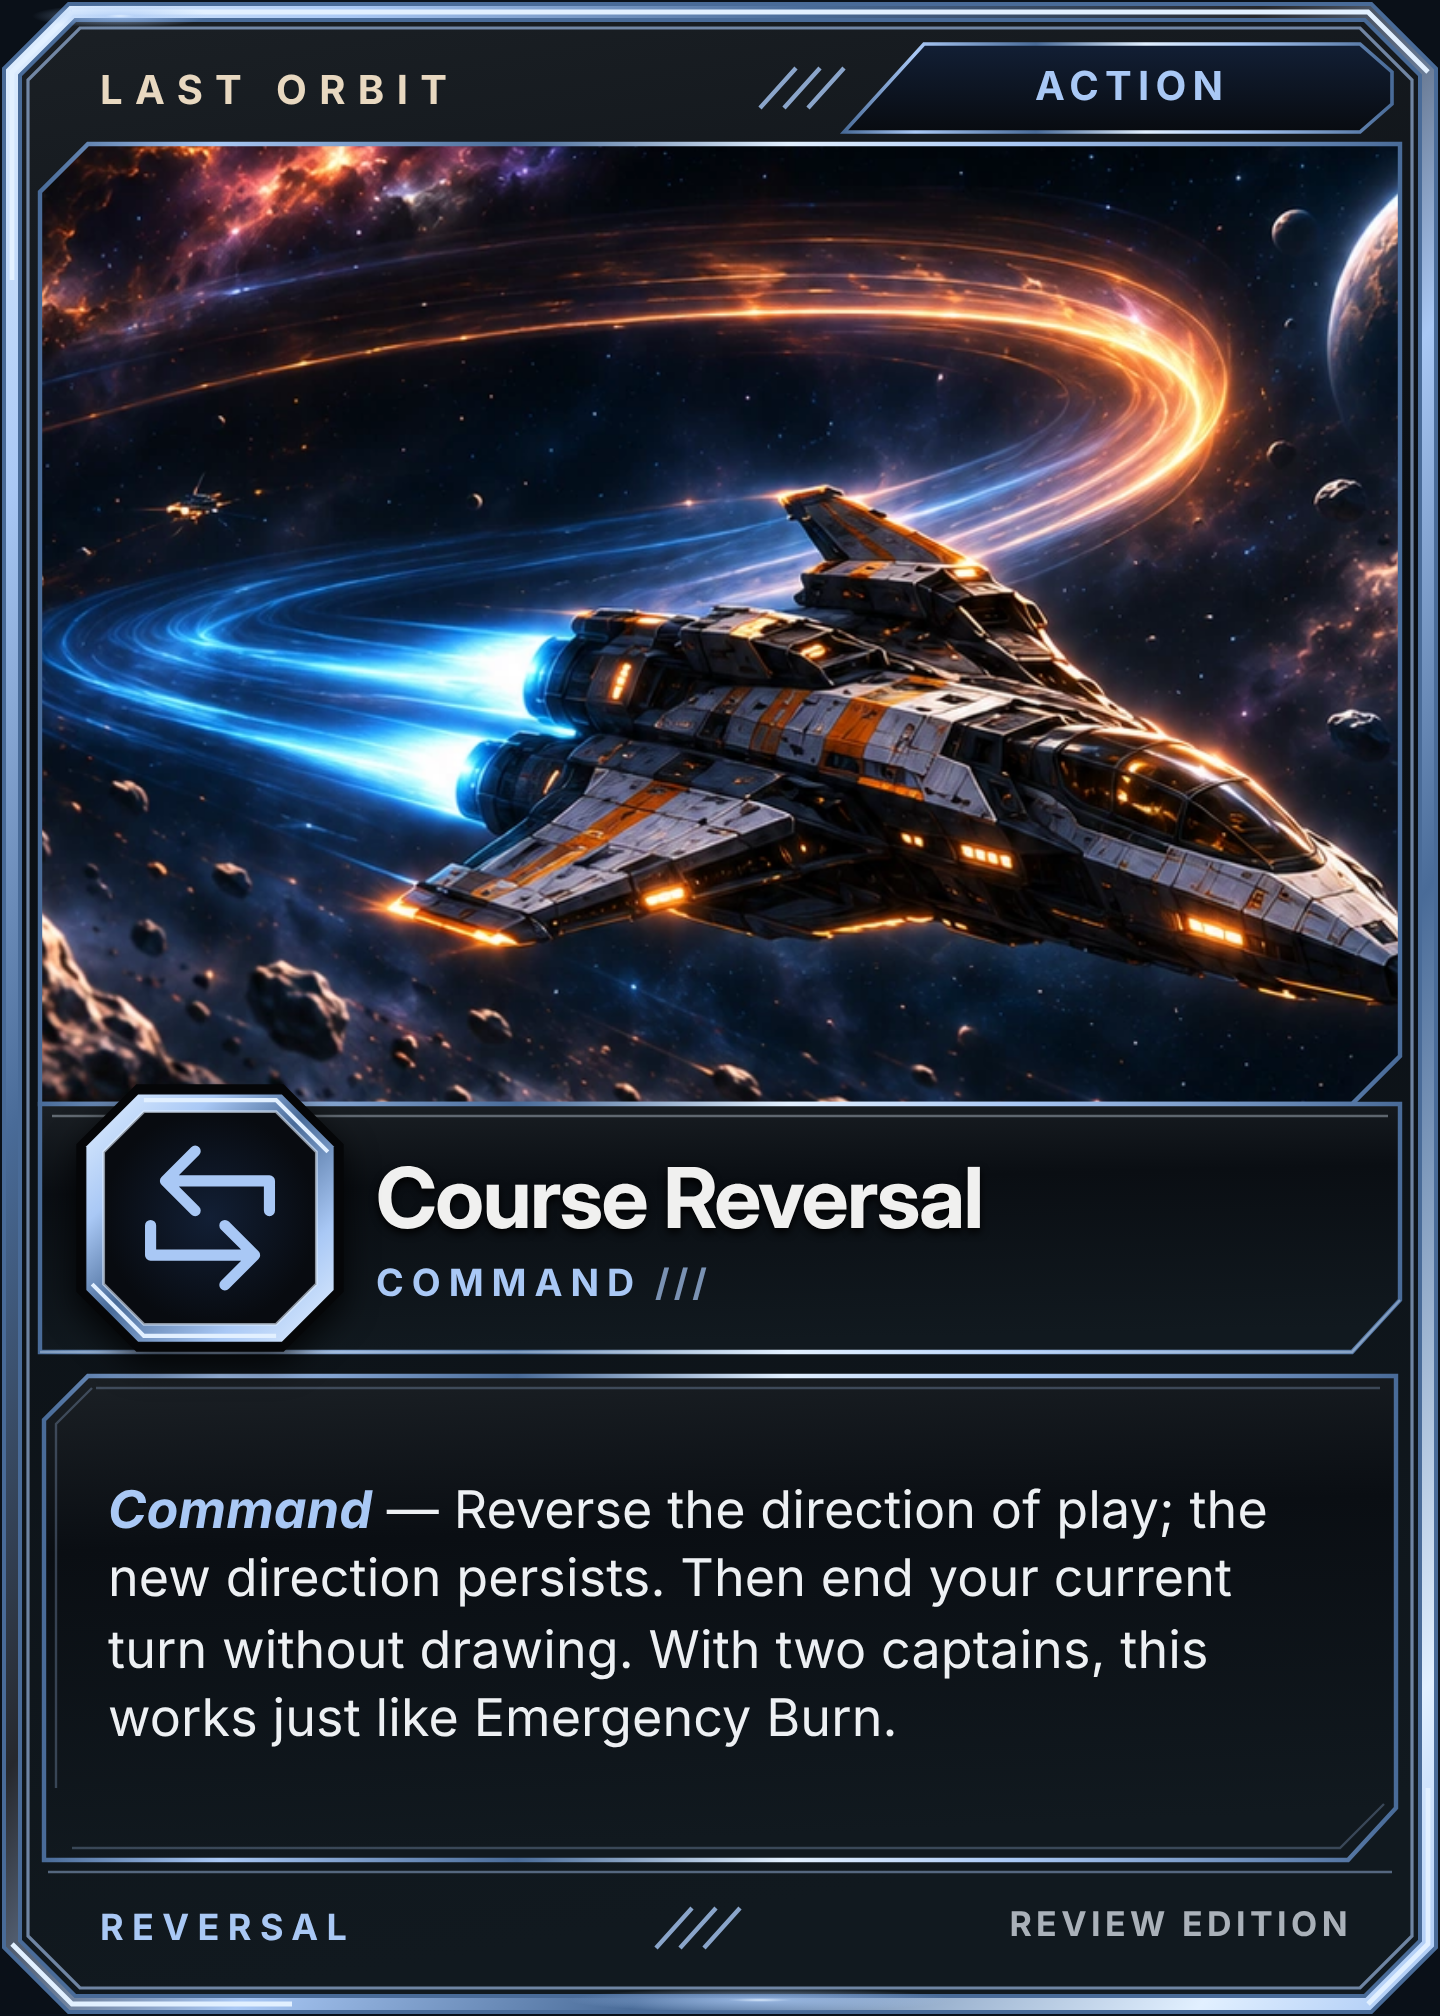 LAST ORBIT
/// ACTION
Course Reversal
COMMAND ///
Command — Reverse the direction of play; the
new direction persists. Then end your current
turn without drawing. With two captains, this
works just like Emergency Burn.
REVERSAL /// REVIEW EDITION